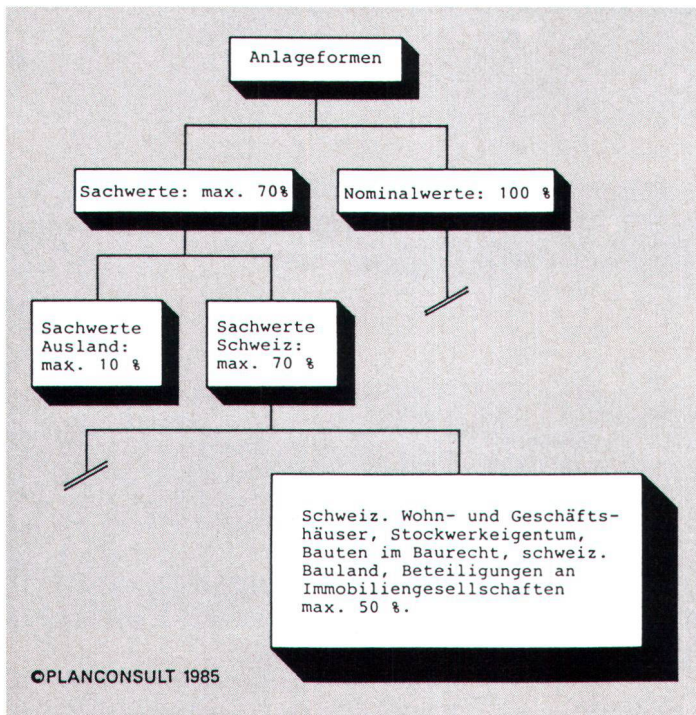 Anlageformen
Sachwerte: max. 70%
Nominalwerte: 100 %
Sachwerte
Ausland:
max. 10 %
Sachwerte
Schweiz:
max. 70 %
Schweiz. Wohn- und Geschäfts-
häuser, Stockwerkeigentum,
Bauten im Baurecht, schweiz.
Bauland, Beteiligungen an
Immobiliengesellschaften
max. 50 %.
©PLANCONSULT 1985